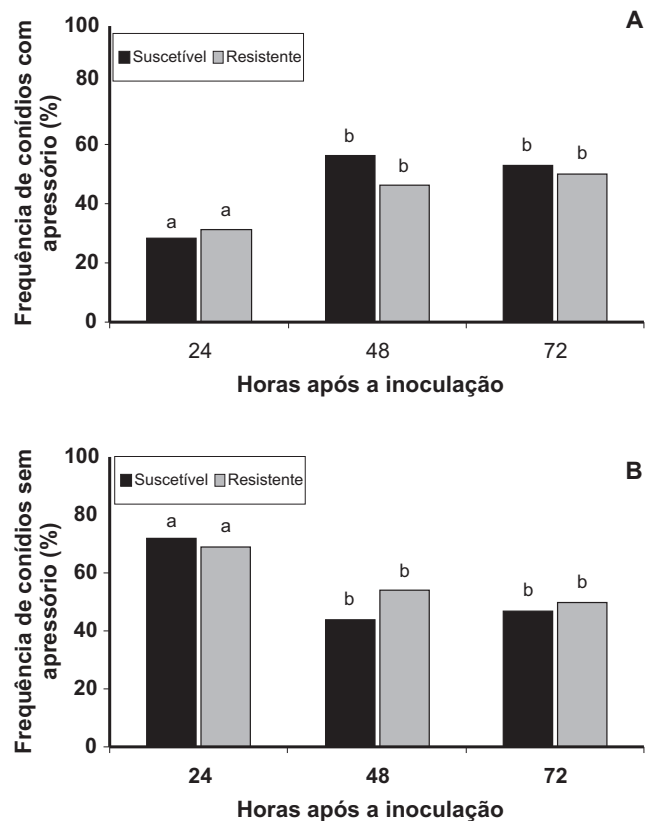 A
100
80
60
40
20
0
Suscetível Resistente
Frequência de conídios com
apressório (%)
a a b b b b
24 48 72
Horas após a inoculação
B
100
80
60
40
20
0
Suscetível Resistente
Frequência de conídios sem
apressório (%)
a a b b b b
24 48 72
Horas após a inoculação